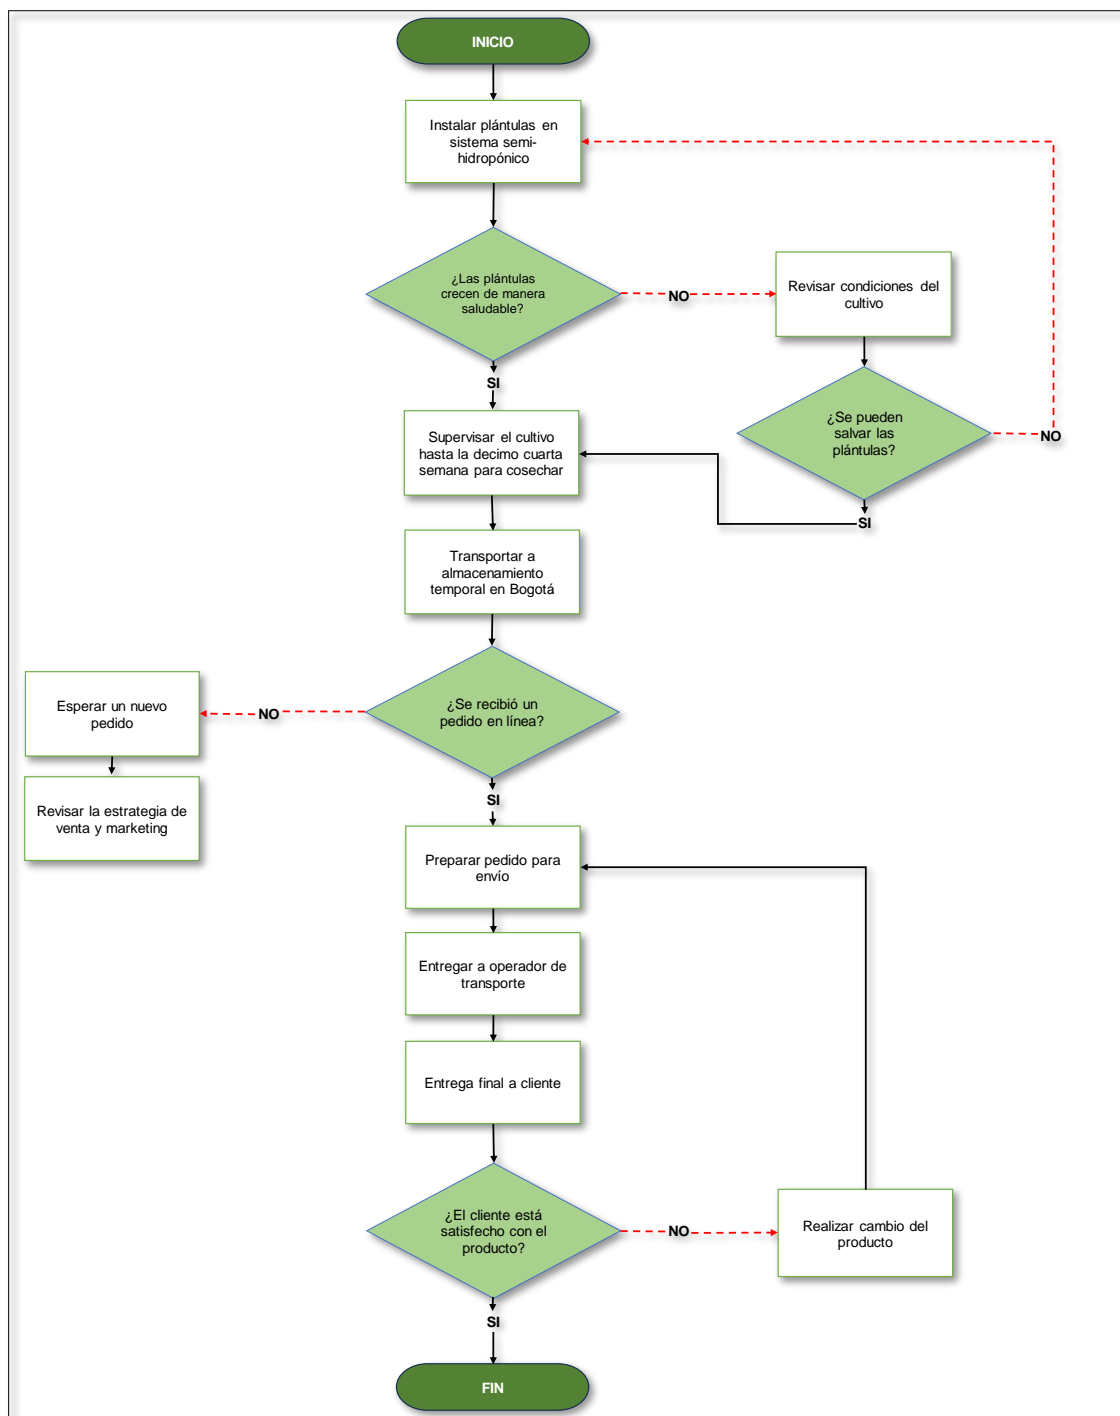 INICIO
Instalar plántulas en
sistema semi-
hidropónico
¿Las plántulas
crecen de manera
saludable?
NO
Revisar condiciones del
cultivo
SI
¿Se pueden
salvar las
plántulas?
NO
SI
Supervisar el cultivo
hasta la decimo cuarta
semana para cosechar
Transportar a
almacenamiento
temporal en Bogotá
¿Se recibió un
pedido en línea?
NO
Esperar un nuevo
pedido
Revisar la estrategia de
venta y marketing
SI
Preparar pedido para
envío
Entregar a operador de
transporte
Entrega final a cliente
¿El cliente está
satisfecho con el
producto?
NO
Realizar cambio del
producto
SI
FIN